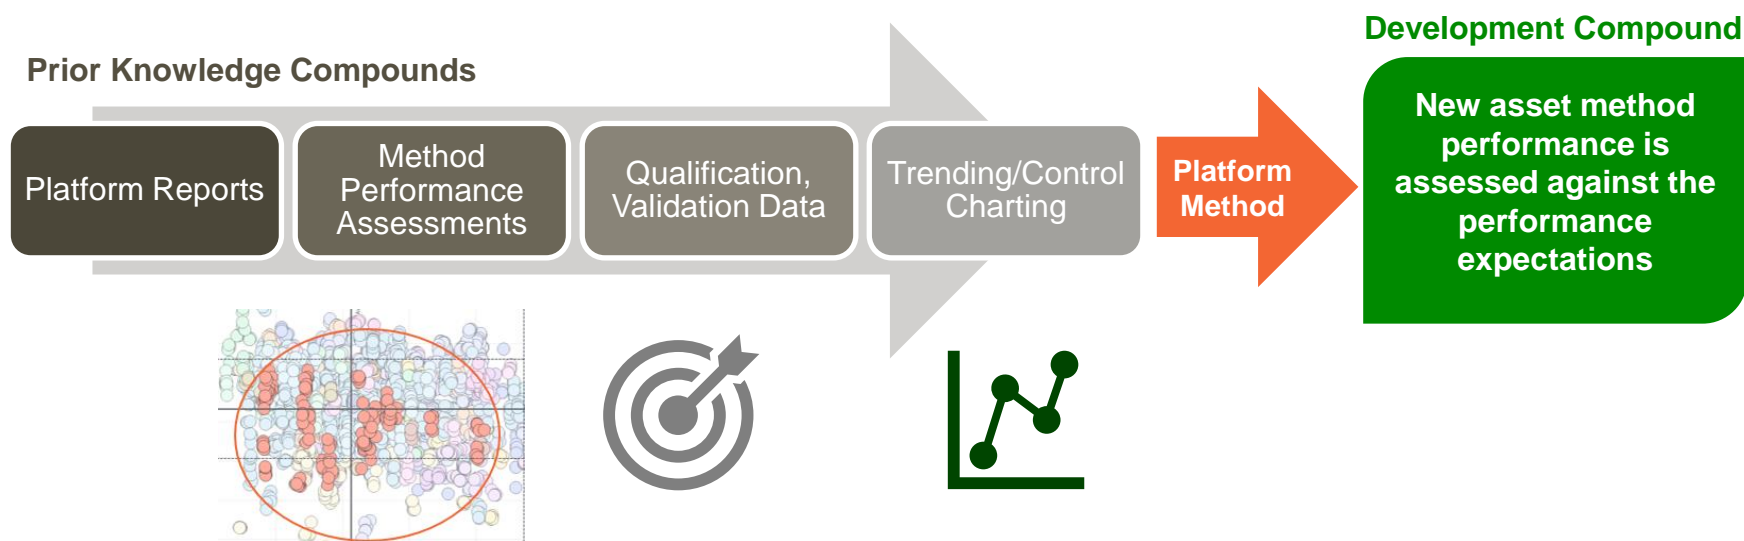 Prior Knowledge Compounds
Platform Reports
Method
Performance
Assessments
Qualification,
Validation Data
Trending/Control
Charting
Platform
Method
Development Compound
New asset method
performance is
assessed against the
performance
expectations